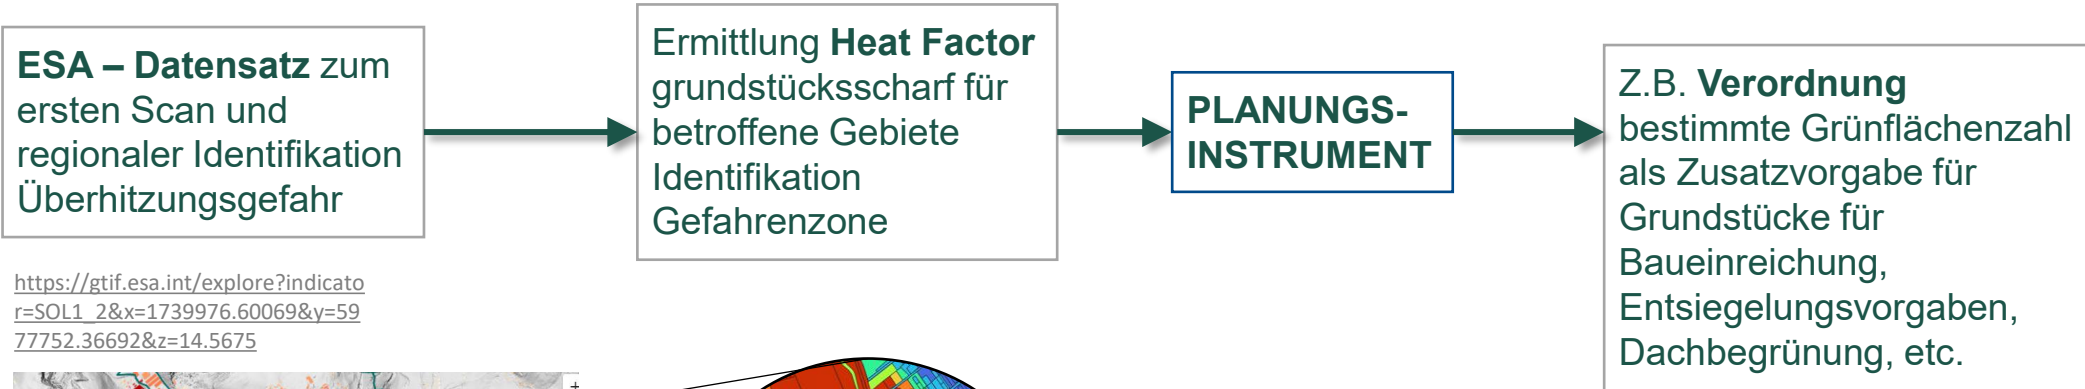 ESA – Datensatz zum
ersten Scan und
regionaler Identifikation
Überhitzungsgefahr
https://gtif.esa.int/explore?indicato
r=SOL1_2&x=1739976.60069&y=59
77752.36692&z=14.5675
Ermittlung Heat Factor
grundstücksscharf für
betroffene Gebiete
Identifikation
Gefahrenzone
PLANUNGS-
INSTRUMENT
Z.B. Verordnung
bestimmte Grünflächenzahl
als Zusatzvorgabe für
Grundstücke für
Baueinreichung,
Entsiegelungsvorgaben,
Dachbegrünung, etc.